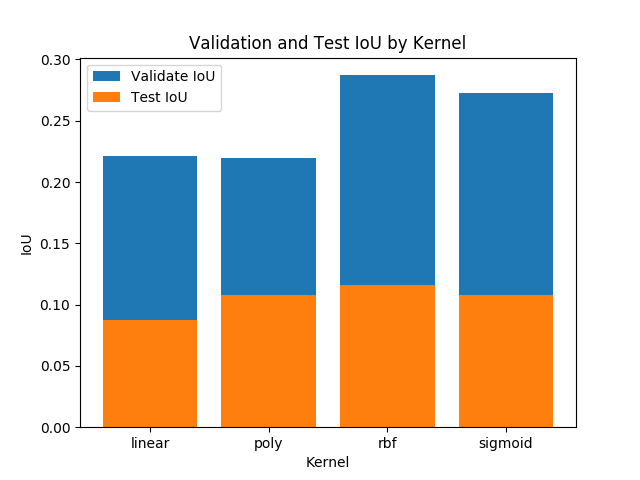 Validation and Test IoU by Kernel
Validate IoU
Test IoU
0.30
0.25
0.20
0.15
0.10
0.05
0.00
IoU
linear
poly
rbf
sigmoid
Kernel